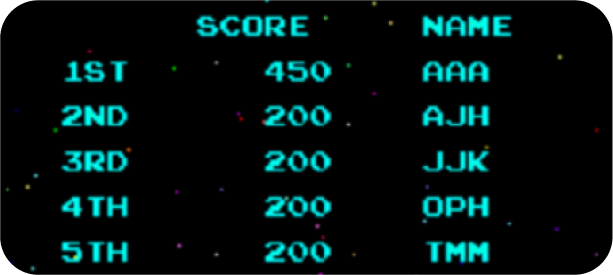 SCORE NAME
1ST 450 AAA
2ND 200 AJH
3RD 200 JJK
4TH 200 OPH
5TH 200 TMM